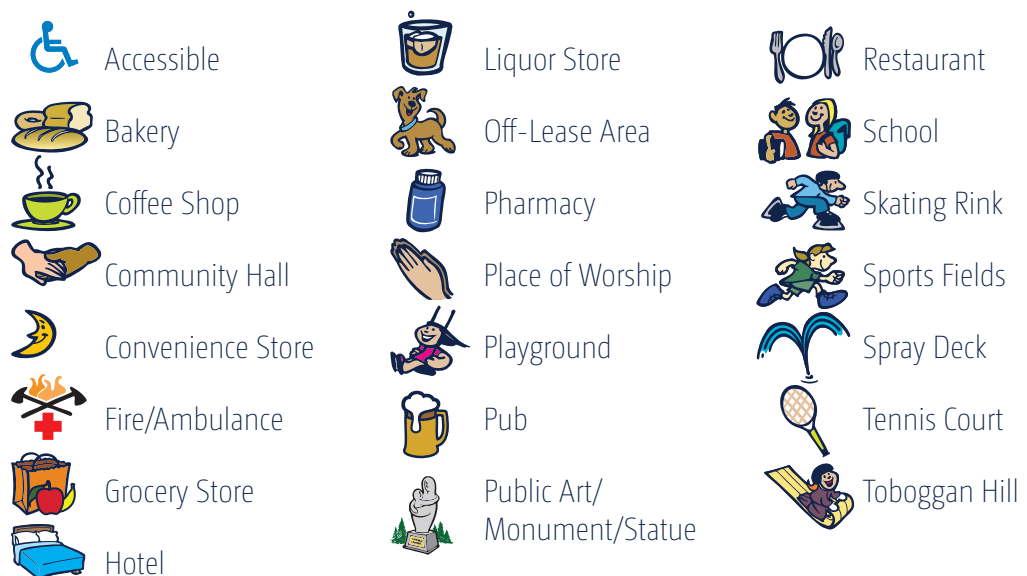 Accessible
Bakery
Coffee Shop
Community Hall
Convenience Store
Fire/Ambulance
Grocery Store
Hotel
Liquor Store
Off-Lease Area
Pharmacy
Place of Worship
Playground
Pub
Public Art/
Monument/Statue
Restaurant
School
Skating Rink
Sports Fields
Spray Deck
Tennis Court
Toboggan Hill